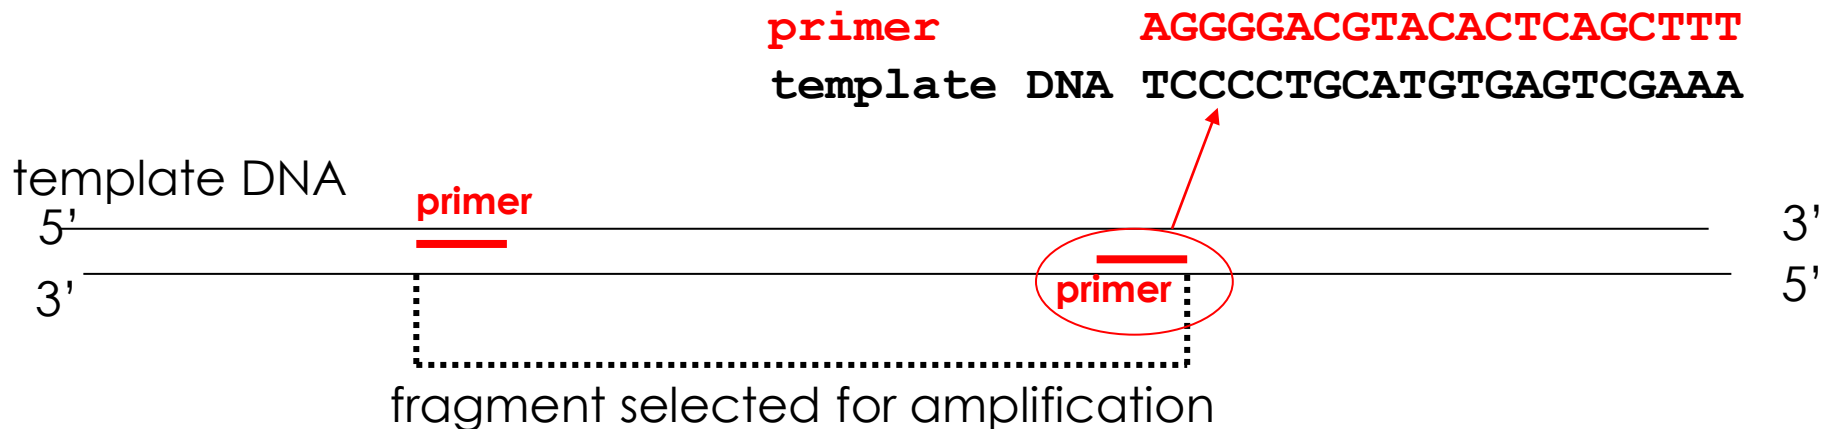 primer AGGGGACGTACACTCAGCTTT
template DNA TCCCCTGCATGTGAGTCGAAA
template DNA
primer
5’ 3’
primer
3’ 5’
fragment selected for amplification